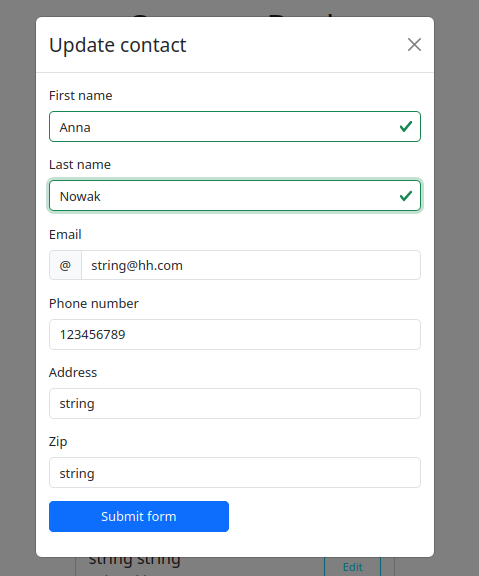 Update contact
First name
Anna
Last name
Nowak
Email
@ string@hh.com
Phone number
123456789
Address
string
Zip
string
Submit form
string string
Edit